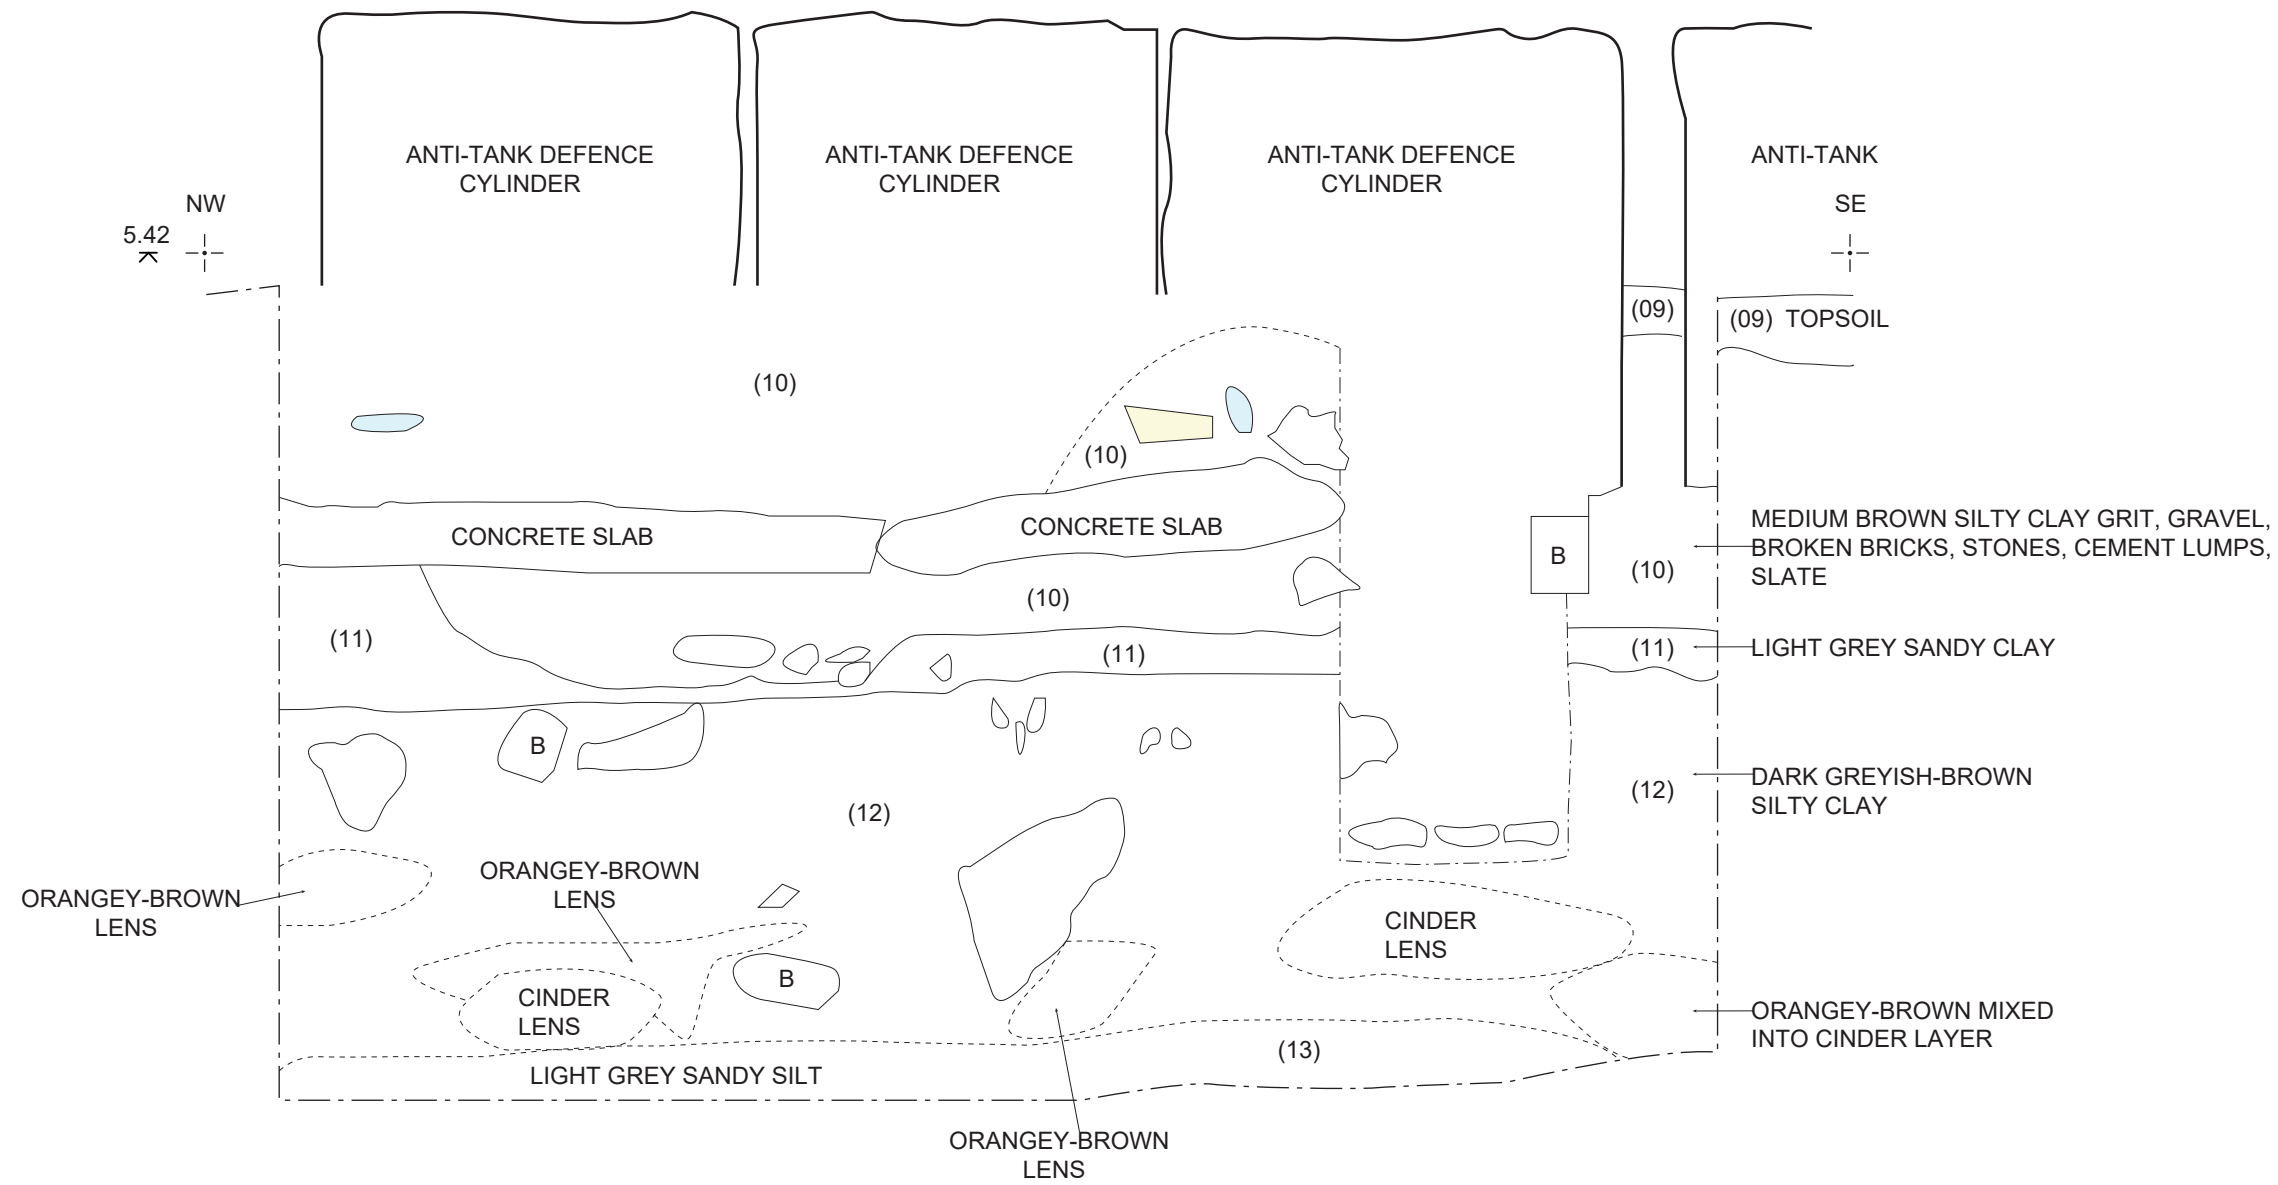 ANTI-TANK DEFENCE
CYLINDER
ANTI-TANK DEFENCE
CYLINDER
ANTI-TANK DEFENCE
CYLINDER
ANTI-TANK
NW
SE
5.42
(09)
(09) TOPSOIL
(10)
(10)
CONCRETE SLAB
CONCRETE SLAB
B
MEDIUM BROWN SILTY CLAY GRIT, GRAVEL,
BROKEN BRICKS, STONES, CEMENT LUMPS,
SLATE
(10)
(10)
(11)
(11)
(11)
LIGHT GREY SANDY CLAY
B
(12)
(12)
DARK GREYISH-BROWN
SILTY CLAY
ORANGEY-BROWN
LENS
ORANGEY-BROWN
LENS
CINDER
LENS
B
CINDER
LENS
ORANGEY-BROWN MIXED
INTO CINDER LAYER
(13)
LIGHT GREY SANDY SILT
ORANGEY-BROWN
LENS